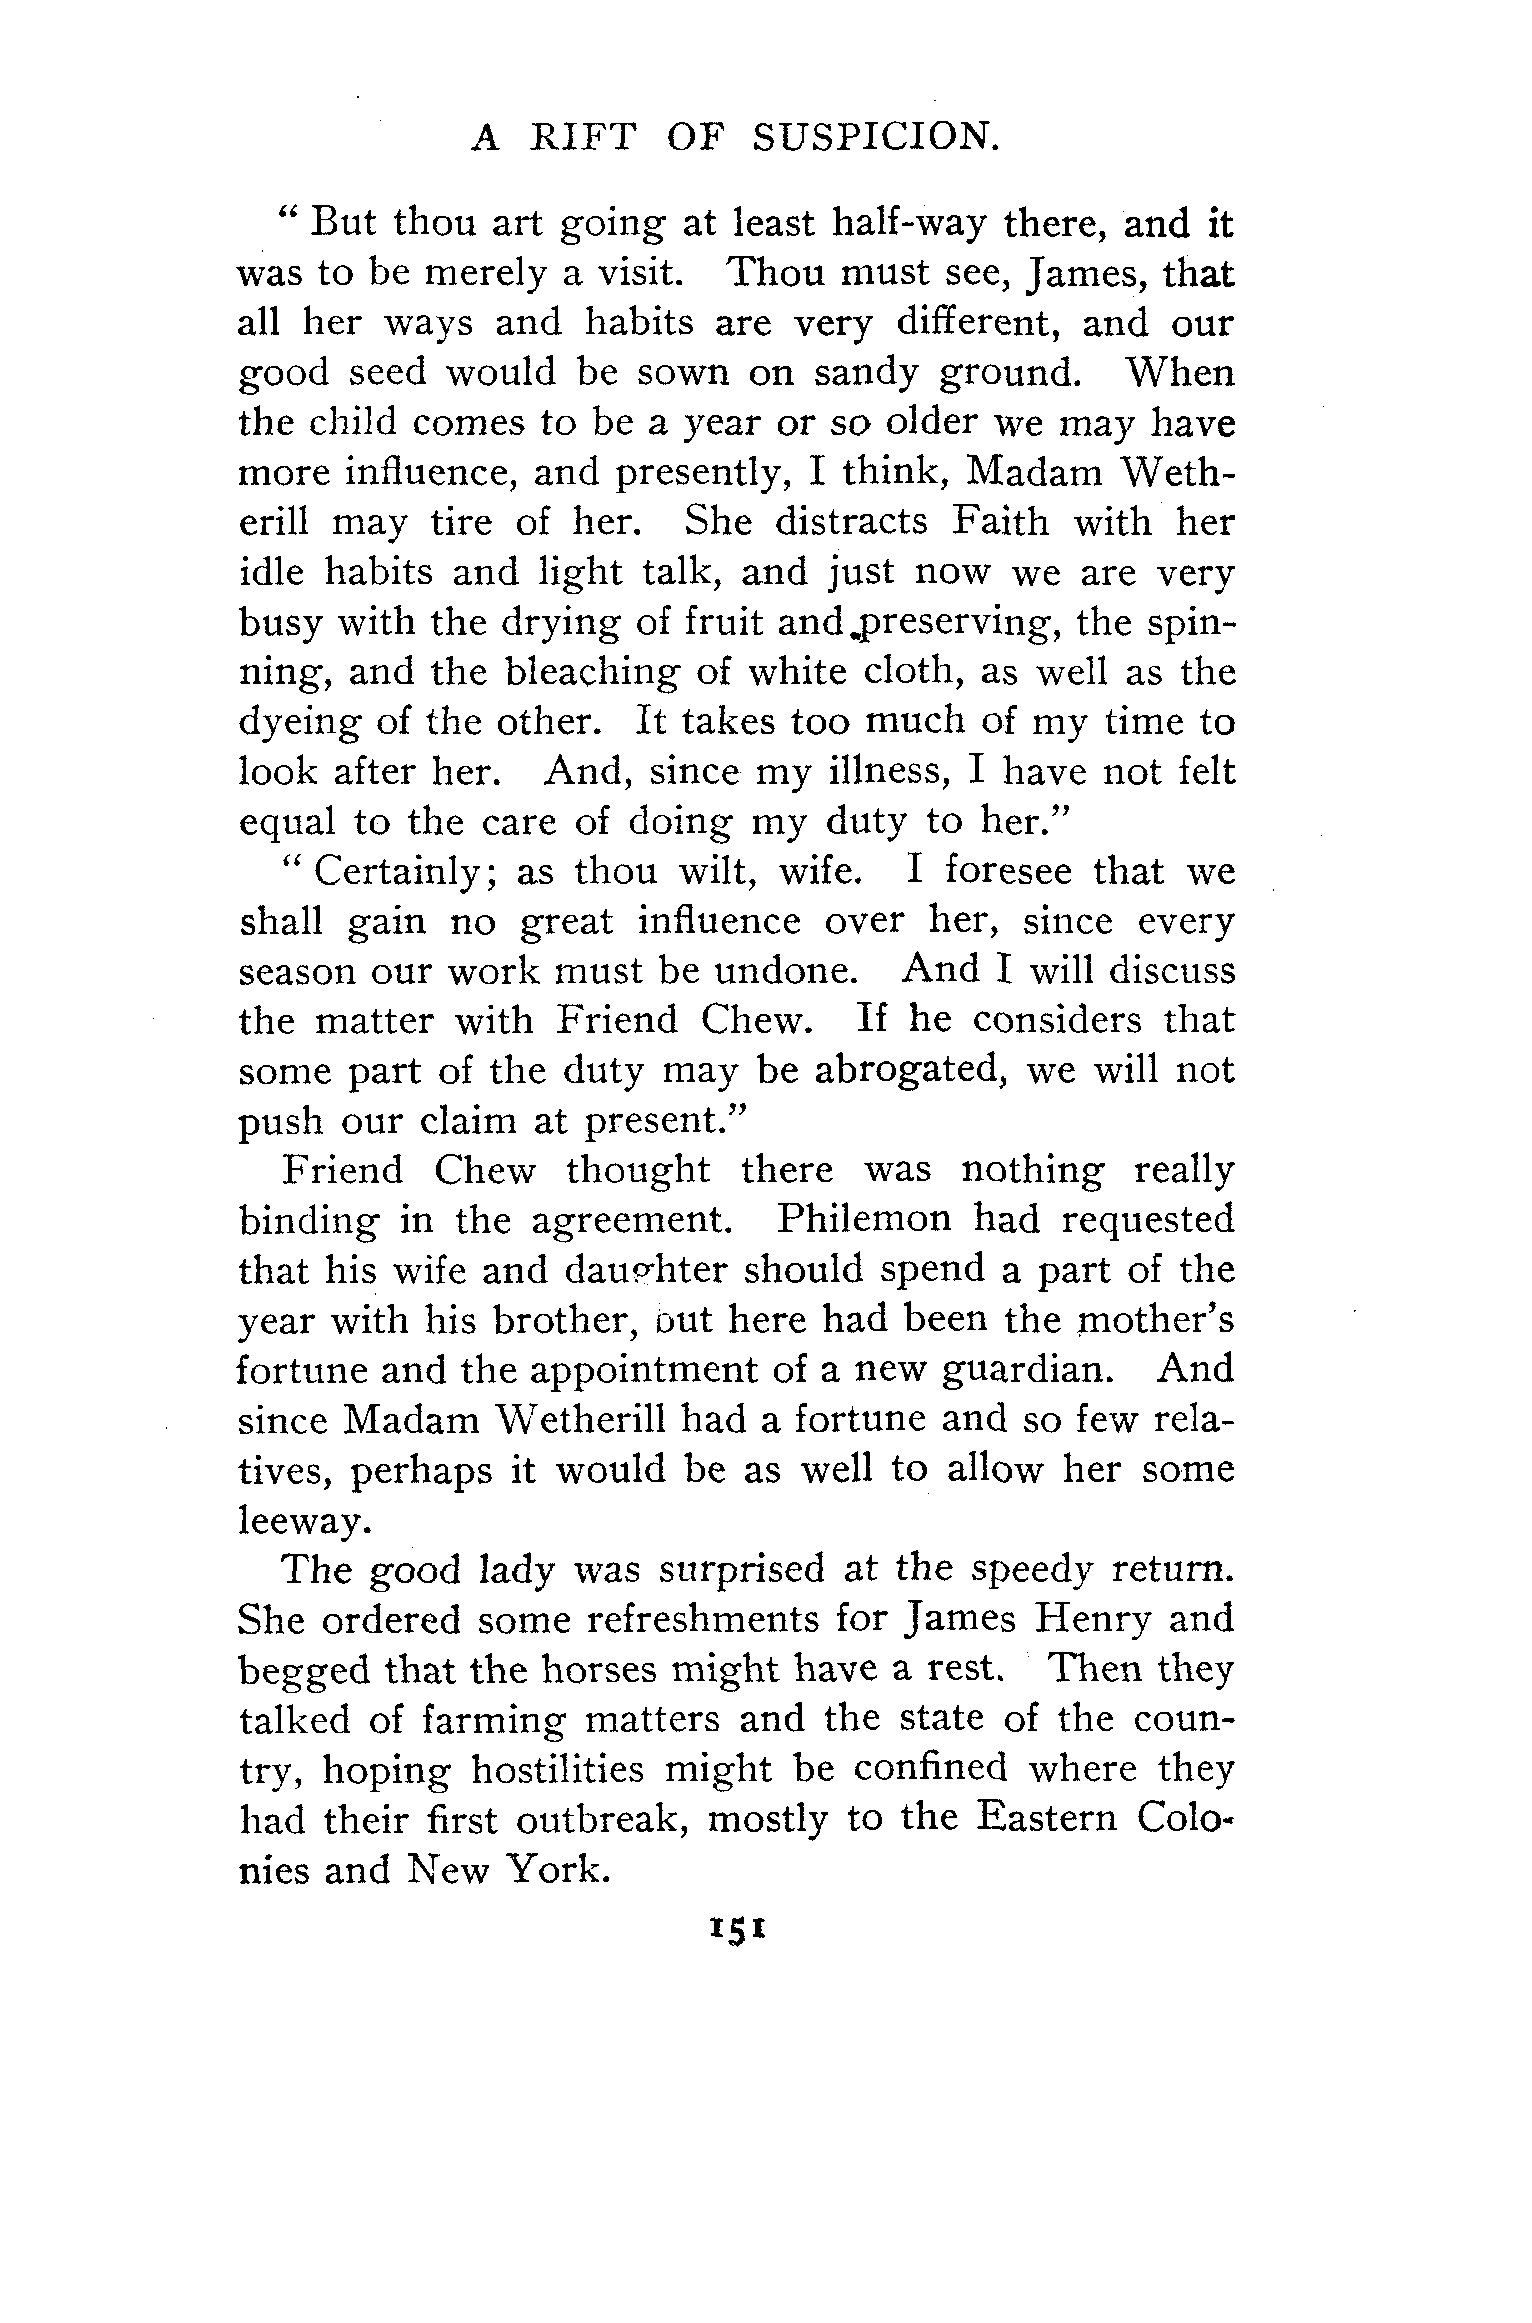 A RIFT OF SUSPICION.
“ But thou art going at least half-way there, and it
was to be merely a visit. Thou must see, James, that
all her ways and habits are very different, and our
good seed would be sown on sandy ground. When
the child comes to be a year or so older we may have
more influence, and presently, I think, Madam Weth-
erill may tire of her. She distracts Faith with her
idle habits and light talk, and just now we are very
busy with the drying of fruit and preserving, the spin-
ning, and the bleaching of white cloth, as well as the
dyeing of the other. It takes too much of my time to
look after her. And, since my illness, I have not felt
equal to the care of doing my duty to her.”
“ Certainly; as thou wilt, wife. I foresee that we
shall gain no great influence over her, since every
season our work must be undone. And I will discuss
the matter with Friend Chew. If he considers that
some part of the duty may be abrogated, we will not
push our claim at present.”
Friend Chew thought there was nothing really
binding in the agreement. Philemon had requested
that his wife and daughter should spend a part of the
year with his brother, but here had been the mother’s
fortune and the appointment of a new guardian. And
since Madam Wetherill had a fortune and so few rela-
tives, perhaps it would be as well to allow her some
leeway.
The good lady was surprised at the speedy return.
She ordered some refreshments for James Henry and
begged that the horses might have a rest. Then they
talked of farming matters and the state of the coun-
try, hoping hostilities might be confined where they
had their first outbreak, mostly to the Eastern Colo-
nies and New York.
151